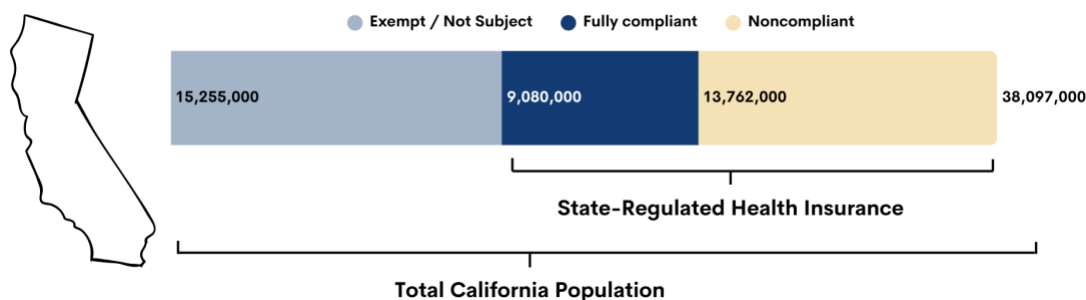 Exempt / Not Subject Fully compliant Noncompliant
15,255,000 9,080,000 13,762,000 38,097,000
State-Regulated Health Insurance
Total California Population